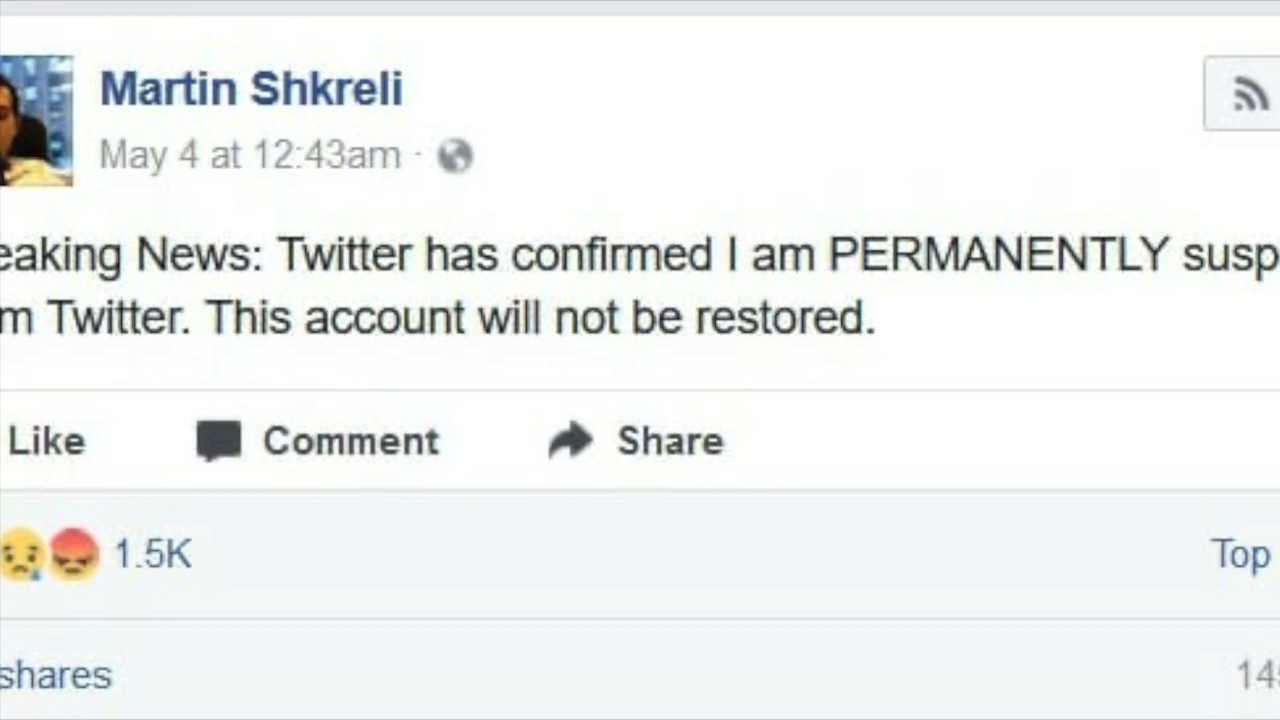 Martin Shkreli
May 4 at 12:43am ·
eaking News: Twitter has confirmed I am PERMANENTLY susp
m Twitter. This account will not be restored.
Like Comment Share
1.5K Top
shares 145